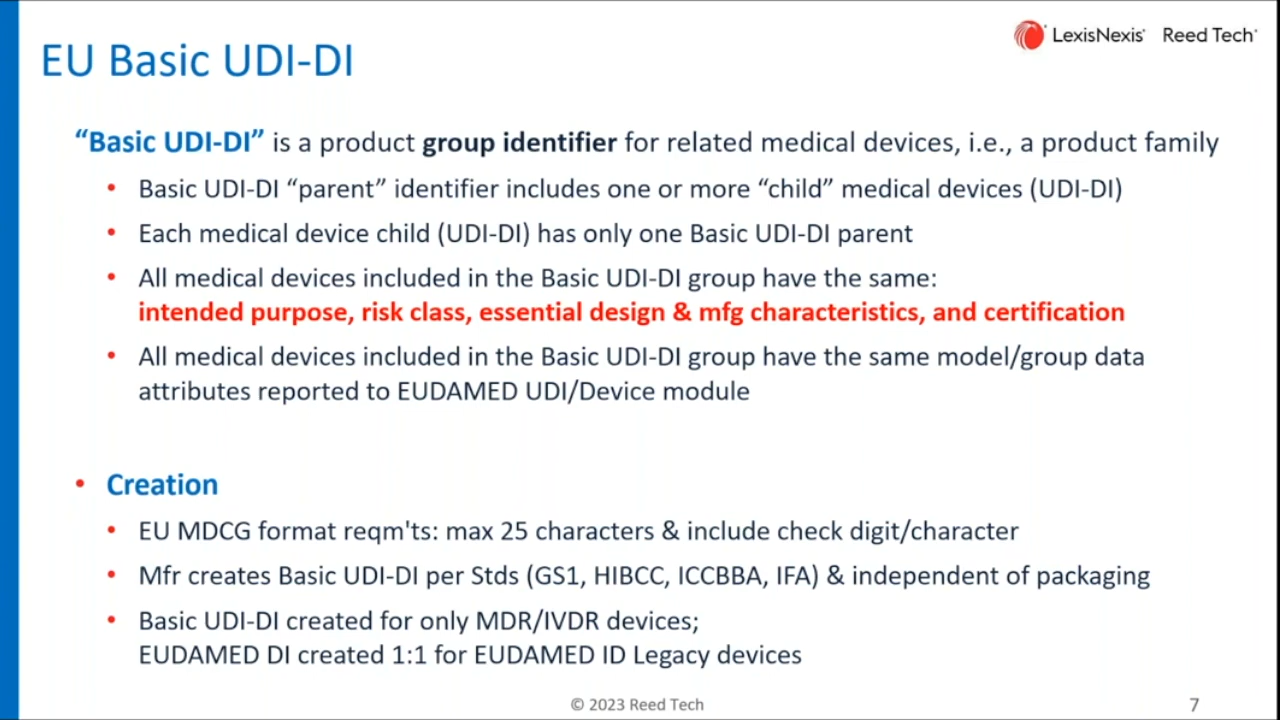 LexisNexis® Reed Tech®
EU Basic UDI-DI
“Basic UDI-DI” is a product group identifier for related medical devices, i.e., a product family
• Basic UDI-DI “parent” identifier includes one or more “child” medical devices (UDI-DI)
• Each medical device child (UDI-DI) has only one Basic UDI-DI parent
• All medical devices included in the Basic UDI-DI group have the same:
intended purpose, risk class, essential design & mfg characteristics, and certification
• All medical devices included in the Basic UDI-DI group have the same model/group data
attributes reported to EUDAMED UDI/Device module
• Creation
• EU MDCG format reqm'ts: max 25 characters & include check digit/character
• Mfr creates Basic UDI-DI per Stds (GS1, HIBCC, ICCBBA, IFA) & independent of packaging
• Basic UDI-DI created for only MDR/IVDR devices;
EUDAMED DI created 1:1 for EUDAMED ID Legacy devices
© 2023 Reed Tech
7